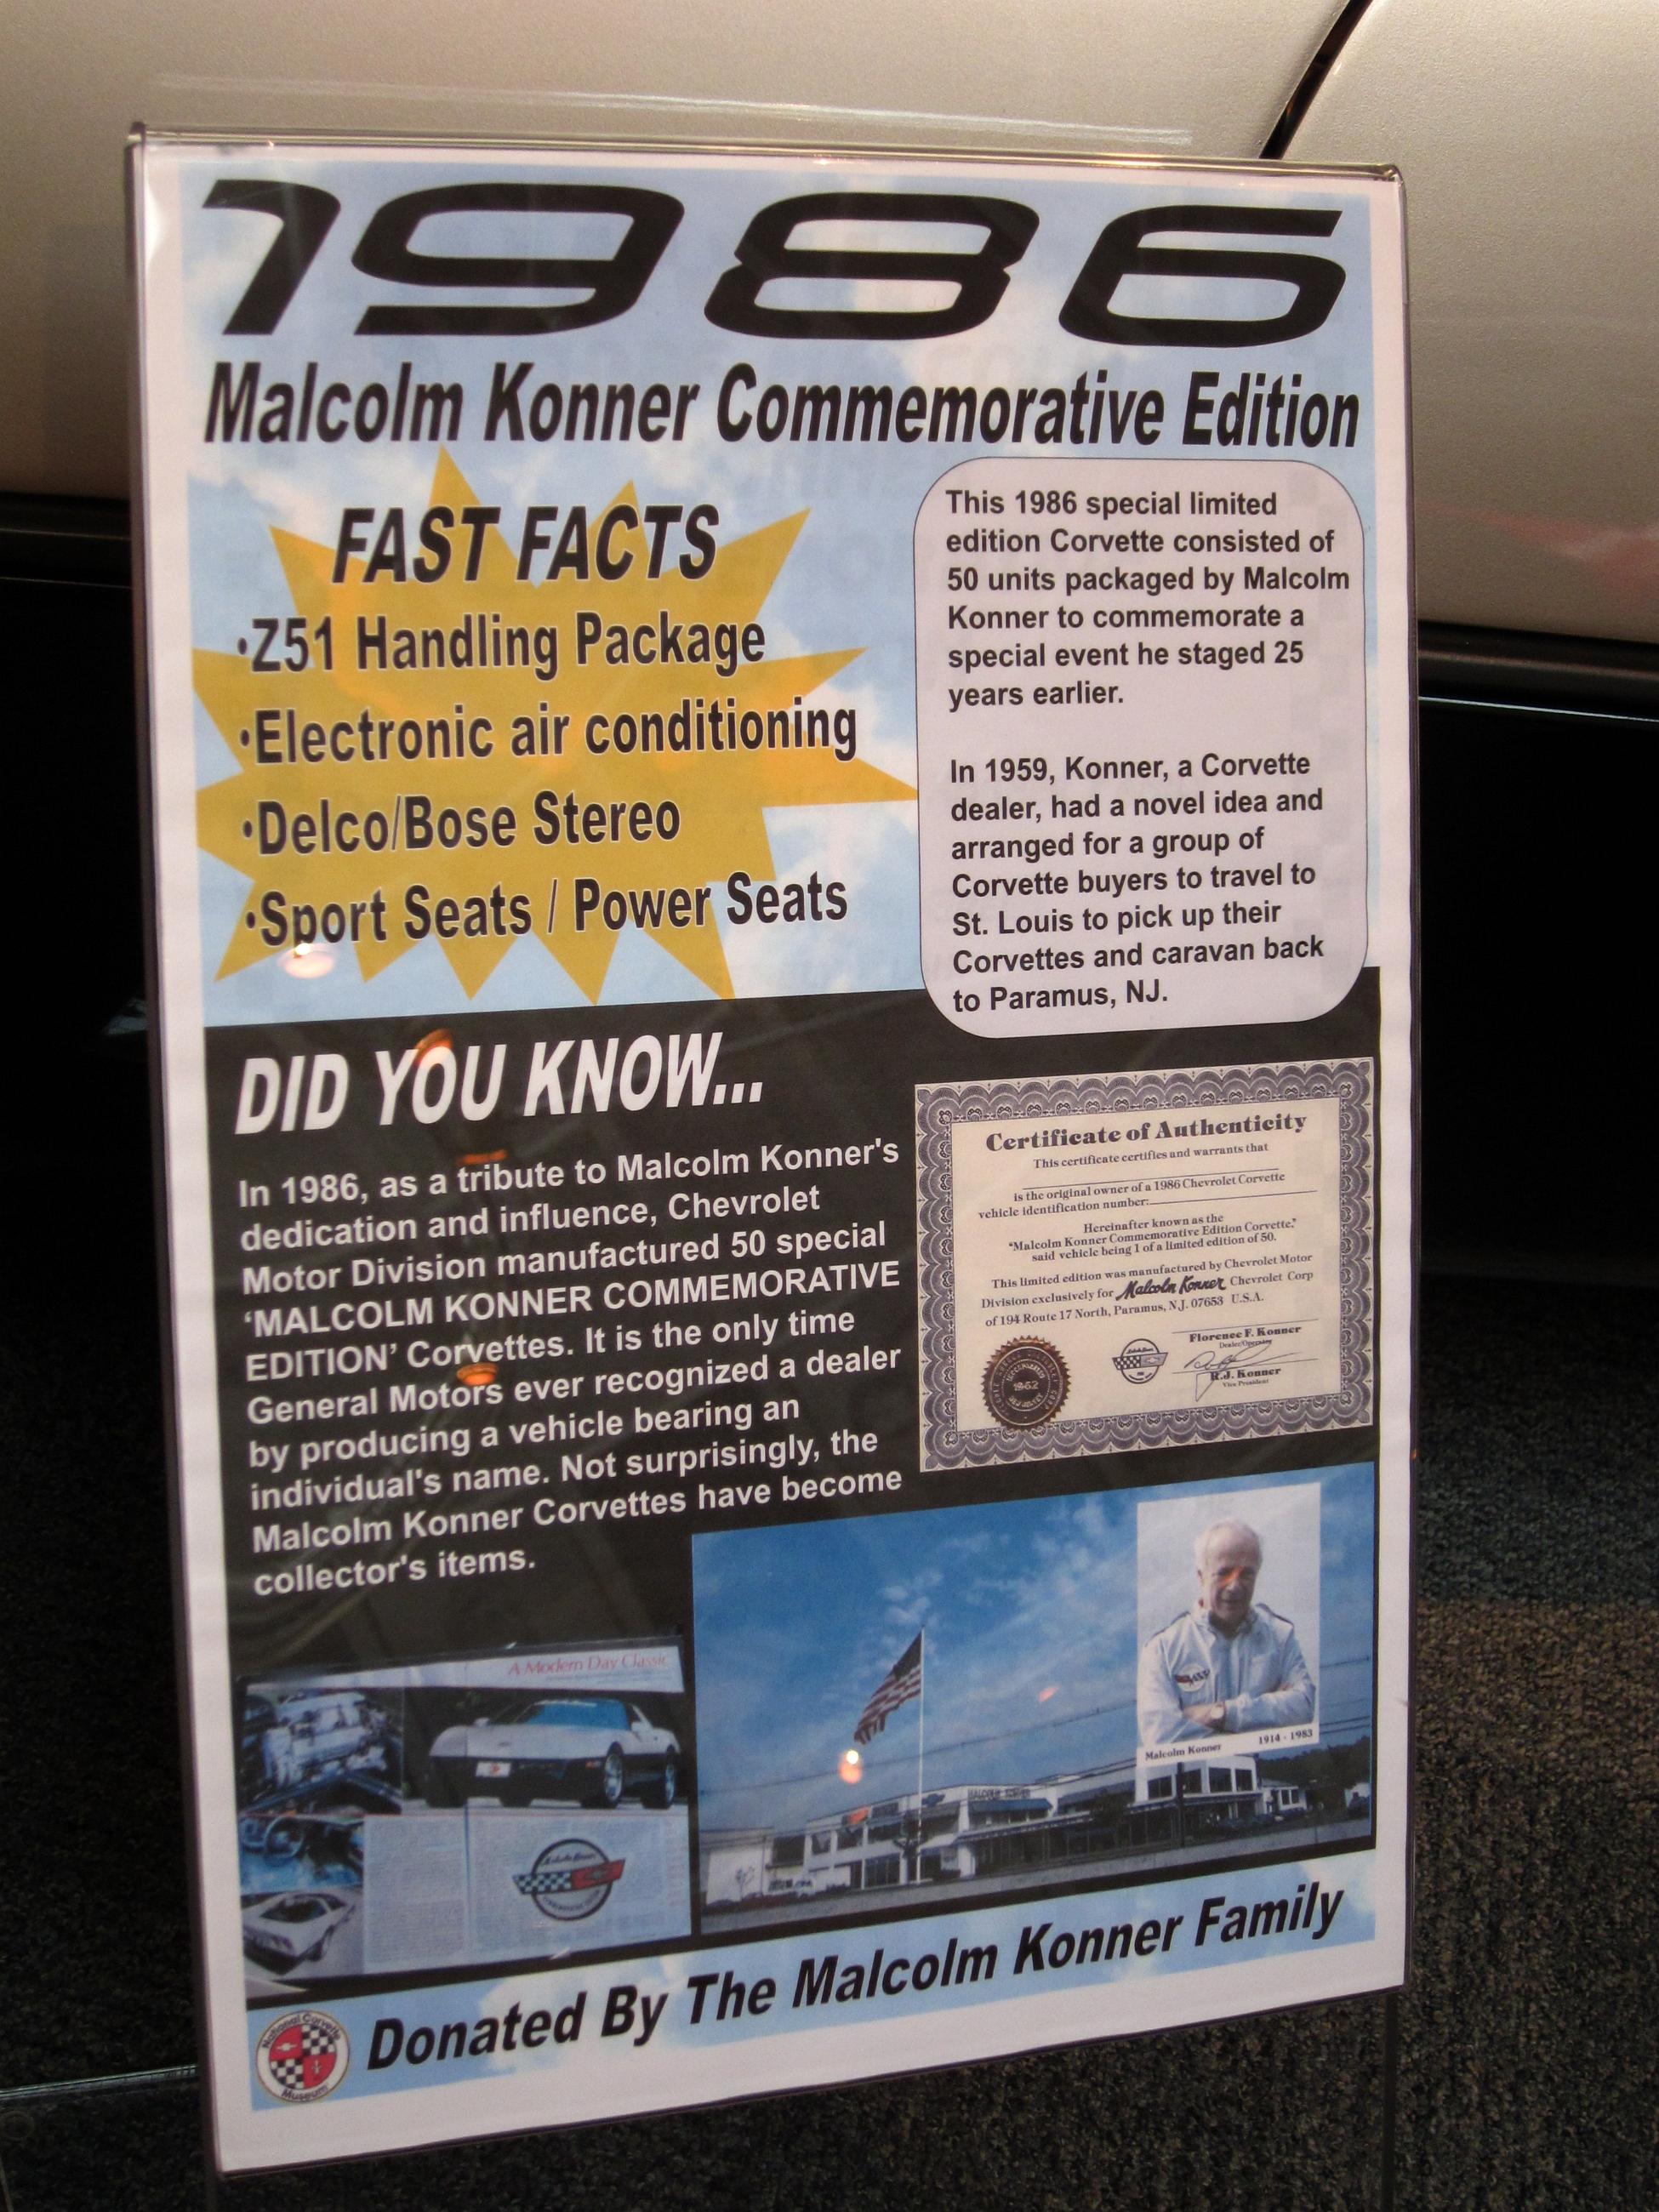 1986
Malcolm Konner Commemorative Edition
FAST FACTS
•Z51 Handling Package
•Electronic air conditioning
•Delco/Bose Stereo
•Sport Seats / Power Seats
This 1986 special limited
edition Corvette consisted of
50 units packaged by Malcolm
Konner to commemorate a
special event he staged 25
years earlier.
In 1959, Konner, a Corvette
dealer, had a novel idea and
arranged for a group of
Corvette buyers to travel to
St. Louis to pick up their
Corvettes and caravan back
to Paramus, NJ.
DID YOU KNOW...
In 1986, as a tribute to Malcolm Konner's
dedication and influence, Chevrolet
Motor Division manufactured 50 special
‘MALCOLM KONNER COMMEMORATIVE
EDITION’ Corvettes. It is the only time
General Motors ever recognized a dealer
by producing a vehicle bearing an
individual's name. Not surprisingly, the
Malcolm Konner Corvettes have become
collector's items.
Certificate of Authenticity
This certificate certifies and warrants that
is the original owner of a 1986 Chevrolet Corvette
vehicle identification number:
Hereinafter known as the
"Malcolm Konner Commemorative Edition Corvette,"
said vehicle being 1 of a limited edition of 50.
This limited edition was manufactured by Chevrolet Motor
Division exclusively for Malcolm Konner Chevrolet Corp
of 194 Route 17 North, Paramus, N.J. 07653 U.S.A.
Florence F. Konner
Dealer/Operator
R.J. Konner
Vice President
1952
A Modern Day Classic
MALCOLM KONNER
Malcolm Konner 1914 - 1983
National Corvette
Museum
Donated By The Malcolm Konner Family